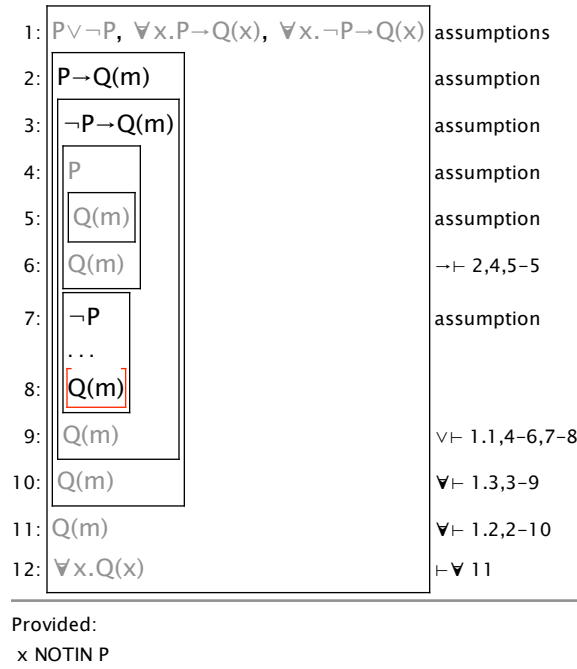 1: P∨¬P, ∀x.P→Q(x), ∀x.¬P→Q(x) assumptions
2: P→Q(m) assumption
3: ¬P→Q(m) assumption
4: P assumption
5: Q(m) assumption
6: Q(m) →⊢ 2,4,5-5
7: ¬P assumption
...
8: Q(m)
9: Q(m) ∨⊢ 1.1,4-6,7-8
10: Q(m) ∀⊢ 1.3,3-9
11: Q(m) ∀⊢ 1.2,2-10
12: ∀x.Q(x) ⊢∀ 11
Provided:
x NOTIN P